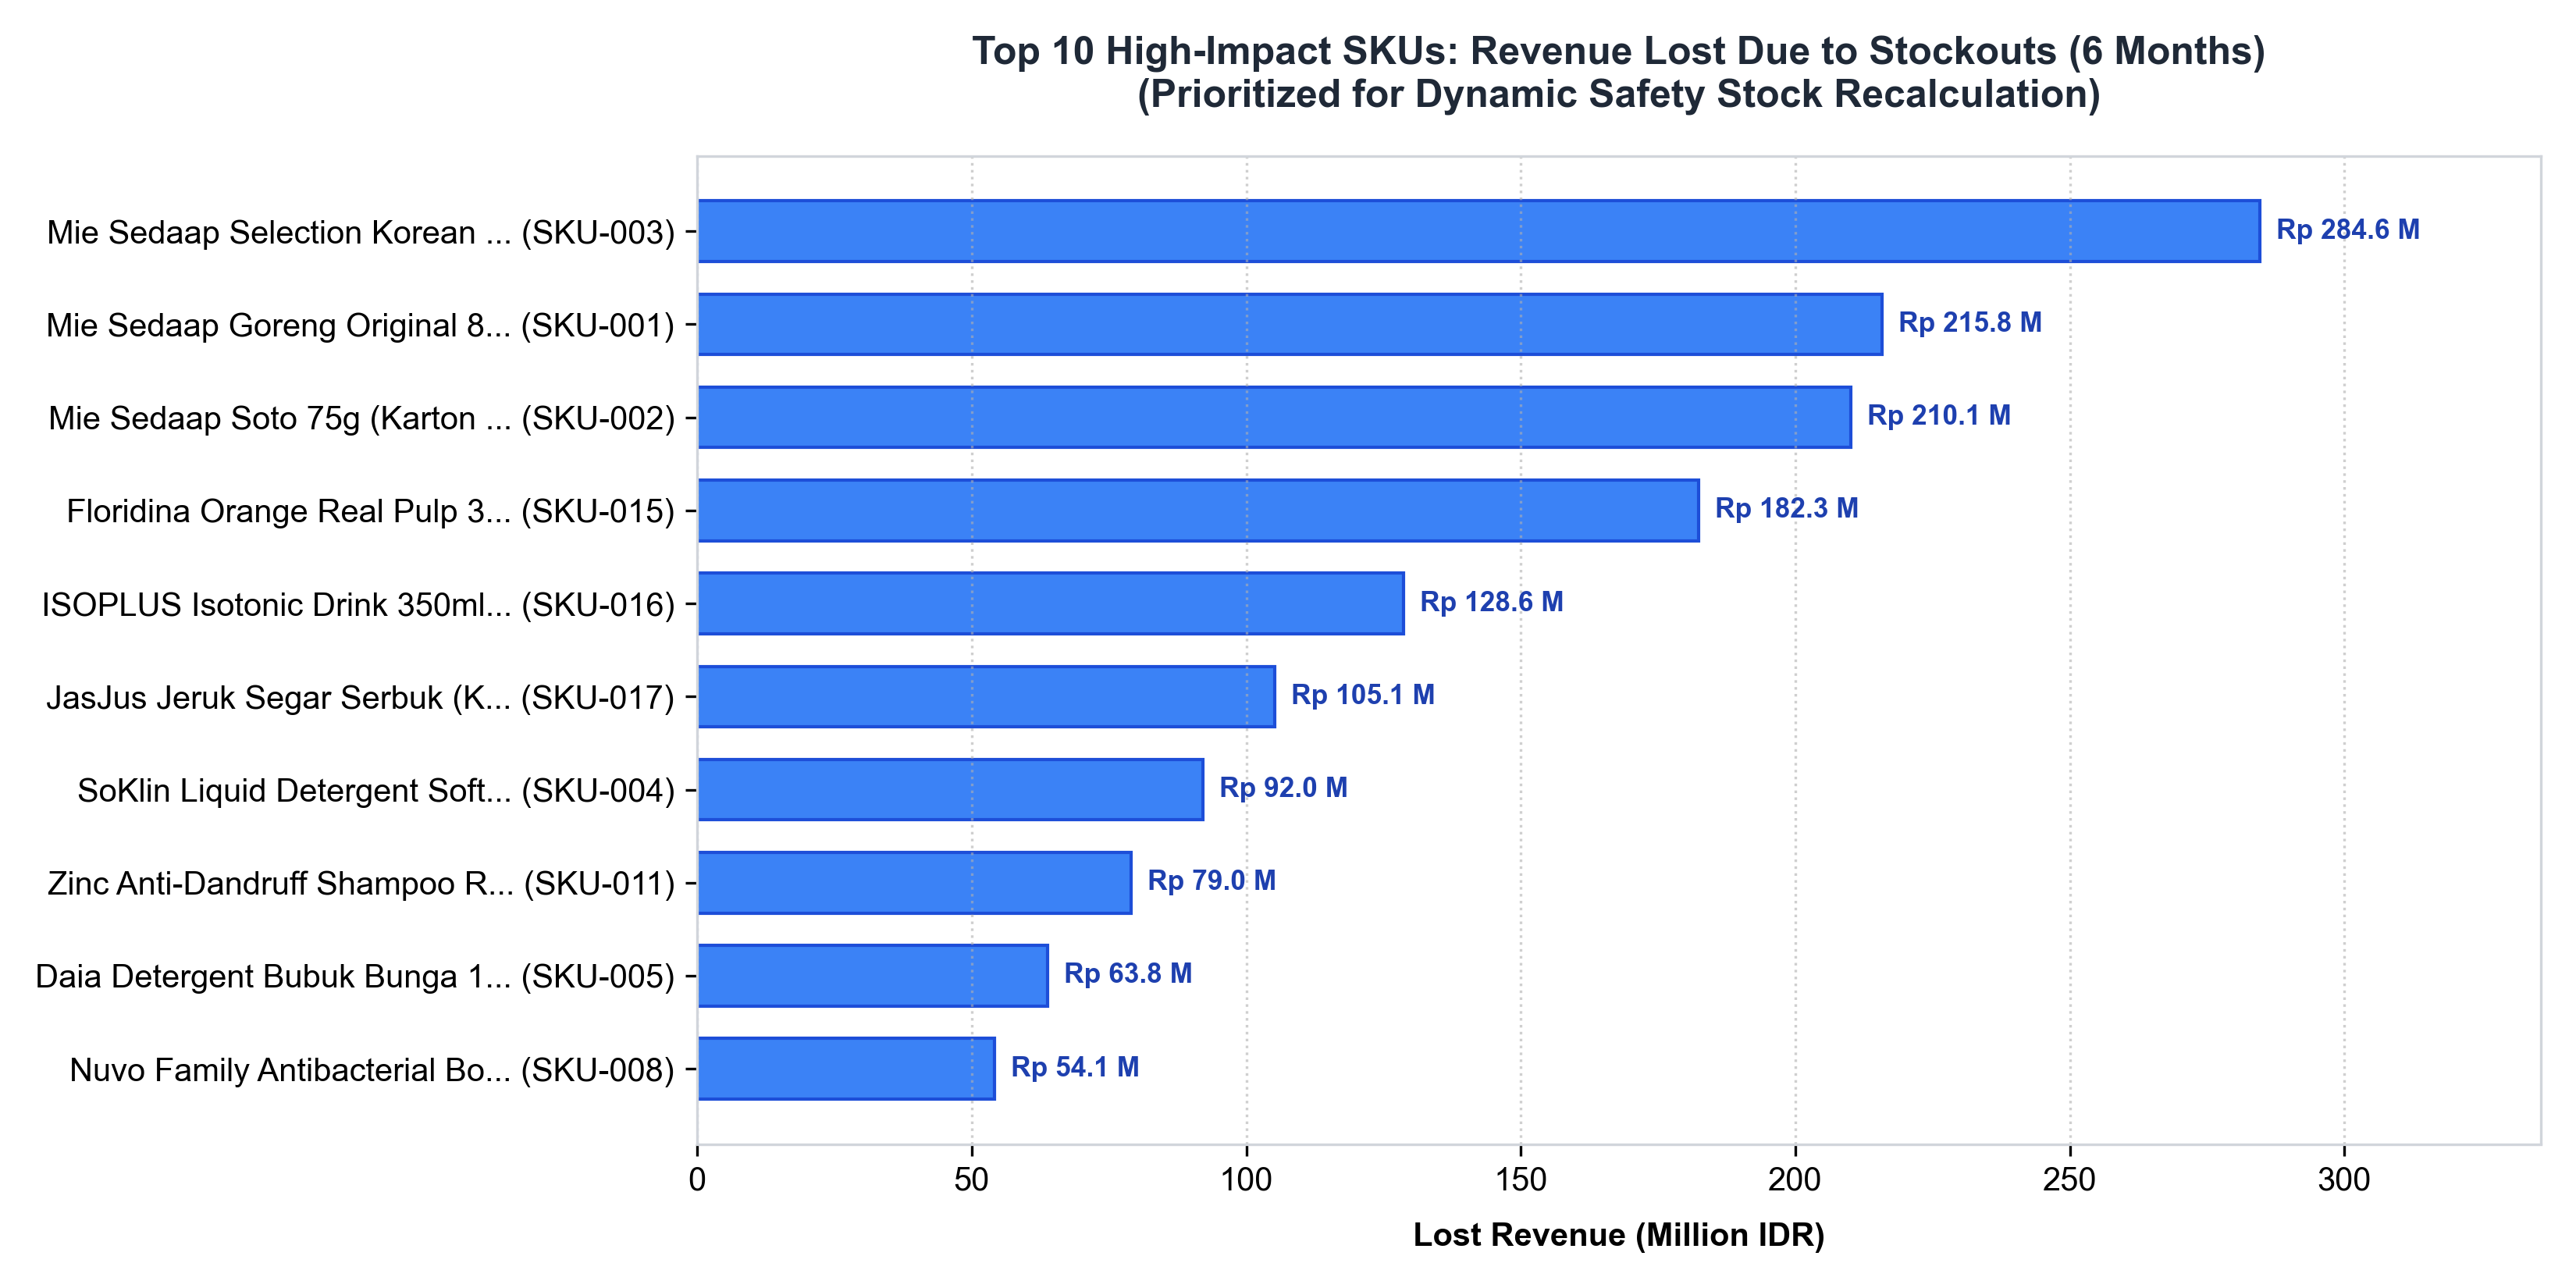 Top 10 High-Impact SKUs: Revenue Lost Due to Stockouts (6 Months)
(Prioritized for Dynamic Safety Stock Recalculation)
Mie Sedaap Selection Korean ... (SKU-003)
Rp 284.6 M
Mie Sedaap Goreng Original 8... (SKU-001)
Rp 215.8 M
Mie Sedaap Soto 75g (Karton ... (SKU-002)
Rp 210.1 M
Floridina Orange Real Pulp 3... (SKU-015)
Rp 182.3 M
ISOPLUS Isotonic Drink 350ml... (SKU-016)
Rp 128.6 M
JasJus Jeruk Segar Serbuk (K... (SKU-017)
Rp 105.1 M
SoKlin Liquid Detergent Soft... (SKU-004)
Rp 92.0 M
Zinc Anti-Dandruff Shampoo R... (SKU-011)
Rp 79.0 M
Daia Detergent Bubuk Bunga 1... (SKU-005)
Rp 63.8 M
Nuvo Family Antibacterial Bo... (SKU-008)
Rp 54.1 M
0 50 100 150 200 250 300
Lost Revenue (Million IDR)